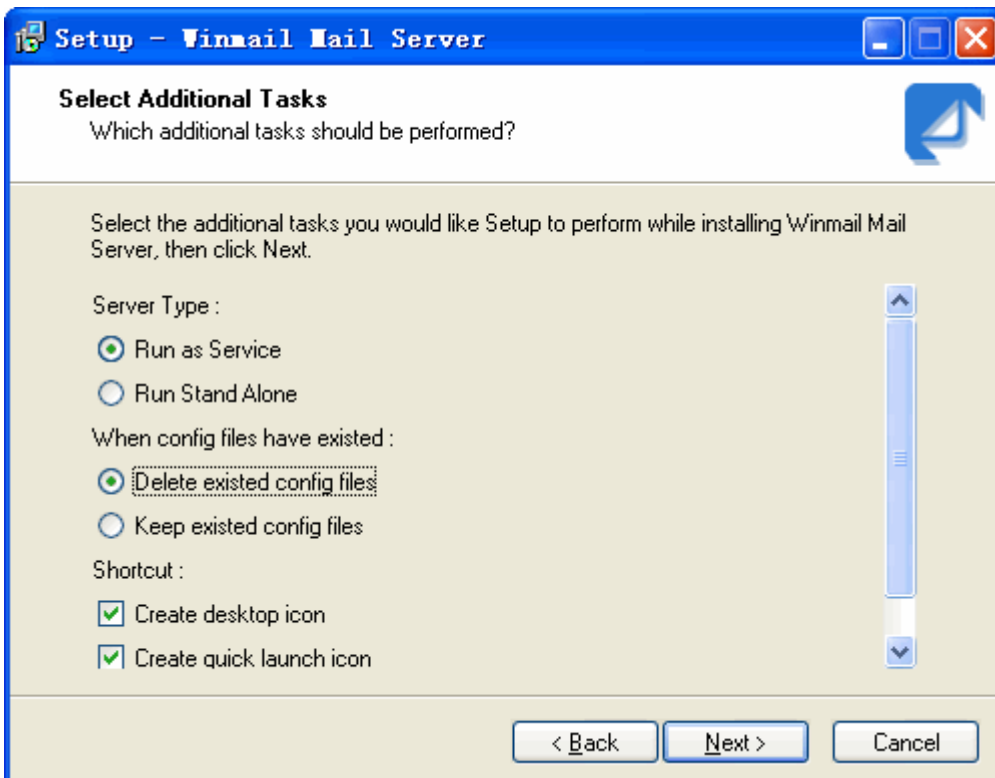 Setup - Winmail Mail Server
Select Additional Tasks
Which additional tasks should be performed?
Select the additional tasks you would like Setup to perform while installing Winmail Mail
Server, then click Next.
Server Type :
Run as Service
Run Stand Alone
When config files have existed :
Delete existed config files
Keep existed config files
Shortcut :
Create desktop icon
Create quick launch icon
< Back
Next >
Cancel